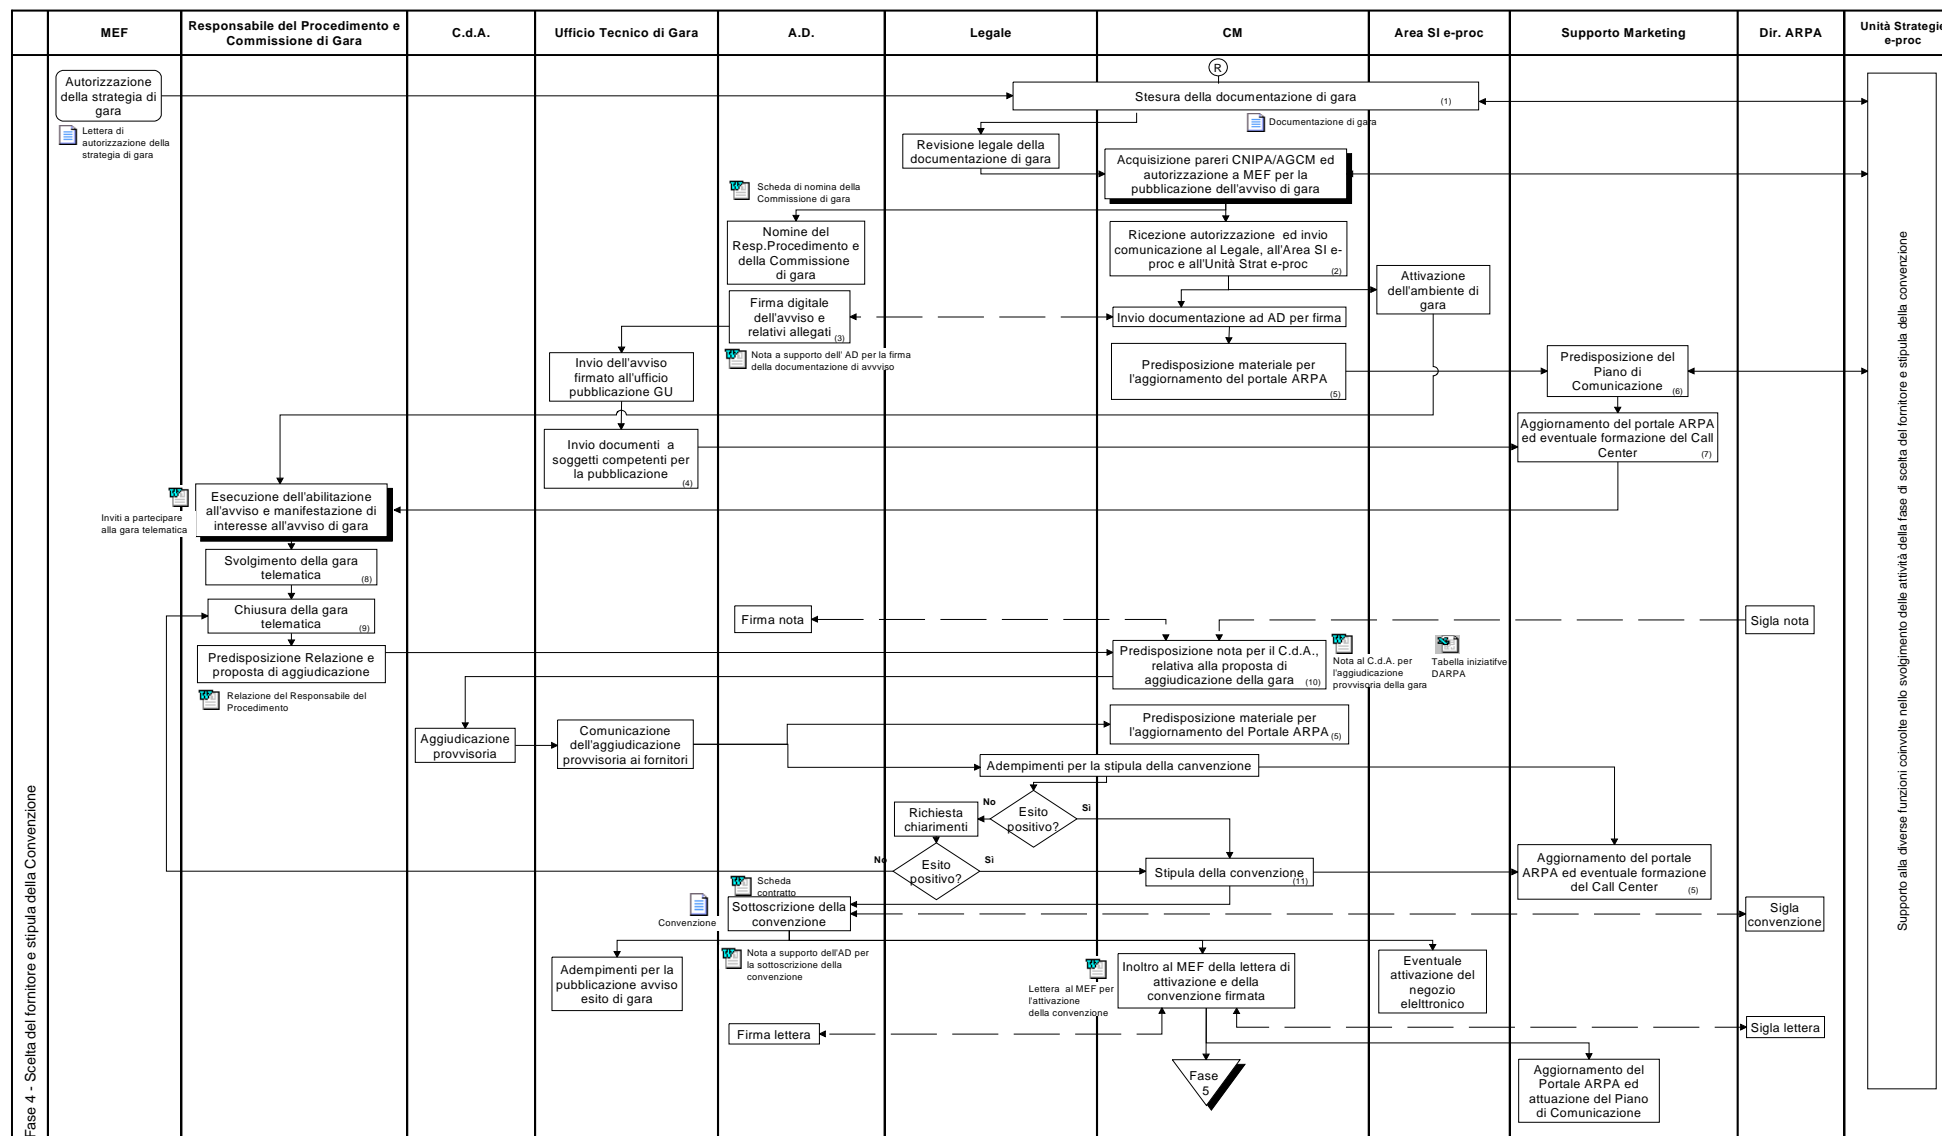 MEF
Responsabile del Procedimento e
Commissione di Gara
C.d.A.
Ufficio Tecnico di Gara
A.D.
Legale
CM
Area SI e-proc
Supporto Marketing
Dir. ARPA
Unità Strategie
e-proc
Autorizzazione
della strategia di
gara
Lettera di
autorizzazione della
strategia di gara
R
Stesura della documentazione di gara
(1)
Documentazione di gara
Revisione legale della
documentazione di gara
Acquisizione pareri CNIPA/AGCM ed
autorizzazione a MEF per la
pubblicazione dell'avviso di gara
Scheda di nomina della
Commissione di gara
Nomine del
Resp.Procedimento e
della Commissione
di gara
Ricezione autorizzazione ed invio
comunicazione al Legale, all'Area SI e-
proc e all'Unità Strat e-proc
(2)
Attivazione
dell'ambiente di
gara
Firma digitale
dell'avviso e
relativi allegati
(3)
Invio documentazione ad AD per firma
Nota a supporto dell' AD per la firma
della documentazione di avvviso
Invio dell'avviso
firmato all'ufficio
pubblicazione GU
Predisposizione materiale per
l'aggiornamento del portale ARPA
(5)
Predisposizione del
Piano di
Comunicazione
(6)
Invio documenti a
soggetti competenti per
la pubblicazione
(4)
Aggiornamento del portale ARPA
ed eventuale formazione del Call
Center
(7)
Inviti a partecipare
alla gara telematica
Esecuzione dell'abilitazione
all'avviso e manifestazione di
interesse all'avviso di gara
Svolgimento della gara
telematica
(8)
Chiusura della gara
telematica
(9)
Firma nota
Sigla nota
Predisposizione Relazione e
proposta di aggiudicazione
Relazione del Responsabile del
Procedimento
Predisposizione nota per il C.d.A.,
relativa alla proposta di
aggiudicazione della gara
(10)
Nota al C.d.A. per
l'aggiudicazione
provvisoria della gara
Tabella iniziatifve
DARPA
Aggiudicazione
provvisoria
Comunicazione
dell'aggiudicazione
provvisoria ai fornitori
Predisposizione materiale per
l'aggiornamento del Portale ARPA
(5)
Adempimenti per la stipula della canvenzione
Richiesta
chiarimenti
No
Esito
positivo?
Sì
No
Esito
positivo?
Sì
Stipula della convenzione
(11)
Aggiornamento del portale
ARPA ed eventuale formazione
del Call Center
(5)
Scheda
contratto
Convenzione
Sottoscrizione della
convenzione
Sigla
convenzione
Nota a supporto dell'AD per
la sottoscrizione della
convenzione
Adempimenti per la
pubblicazione avviso
esito di gara
Lettera al MEF per
l'attivazione
della convenzione
Inoltro al MEF della lettera di
attivazione e della
convenzione firmata
Eventuale
attivazione del
negozio
elelttronico
Firma lettera
Sigla lettera
Fase
5
Aggiornamento del
Portale ARPA ed
attuazione del Piano
di Comunicazione
Fase 4 - Scelta del fornitore e stipula della Convenzione
Supporto alla diverse funzioni coinvolte nello svolgimento delle attività della fase di scelta del fornitore e stipula della convenzione